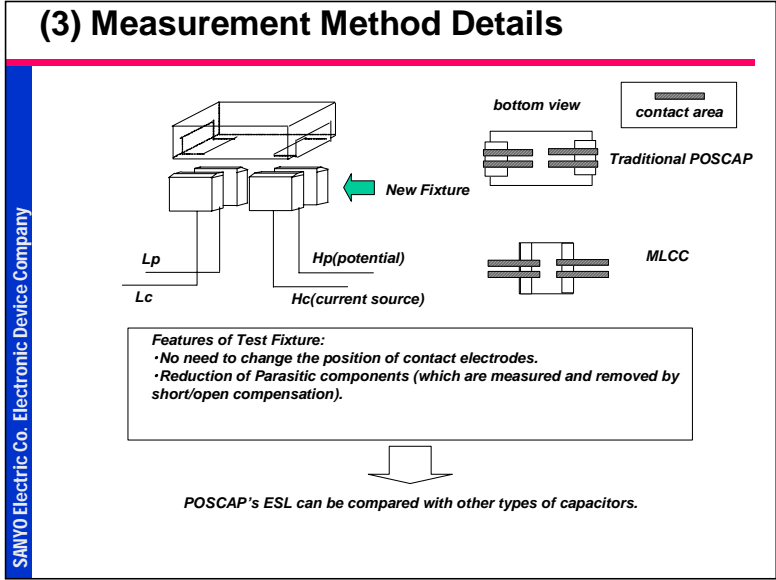 (3) Measurement Method Details
SANYO Electric Co. Electronic Device Company
bottom view
contact area
Traditional POSCAP
New Fixture
Lp
Hp(potential)
MLCC
Lc
Hc(current source)
Features of Test Fixture:
・No need to change the position of contact electrodes.
・Reduction of Parasitic components (which are measured and removed by
short/open compensation).
POSCAP's ESL can be compared with other types of capacitors.